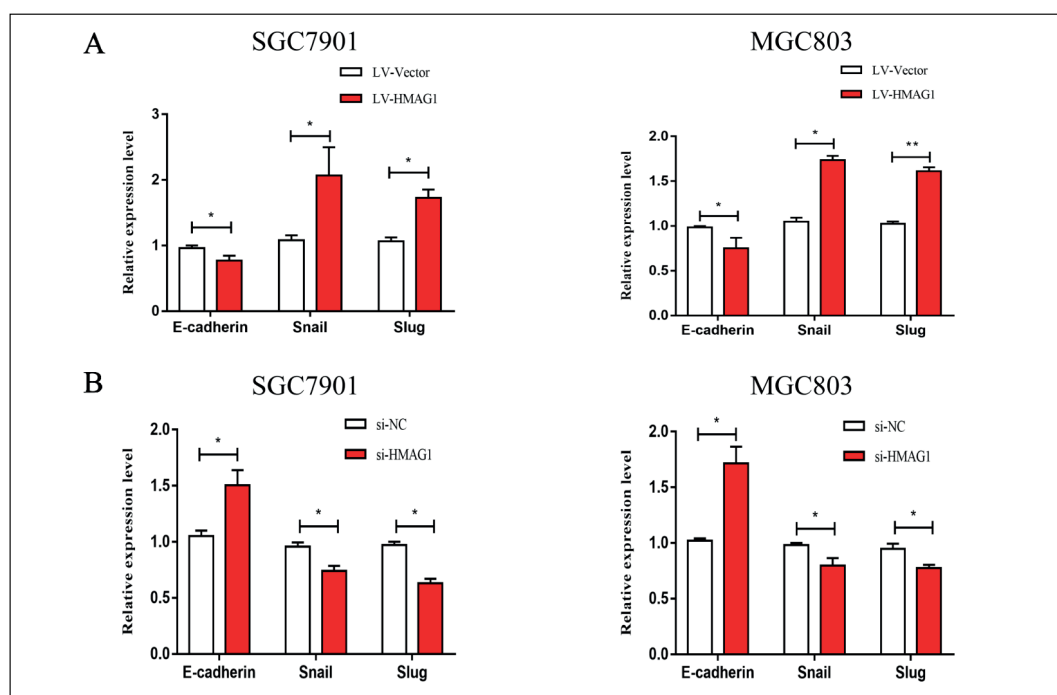 A
SGC7901
LV-Vector
LV-HMAG1
Relative expression level
3
2
1
0
*
*
*
E-cadherin
Snail
Slug
MGC803
LV-Vector
LV-HMAG1
Relative expression level
2.0
1.5
1.0
0.5
0.0
*
*
**
E-cadherin
Snail
Slug
B
SGC7901
si-NC
si-HMAG1
Relative expression level
2.0
1.5
1.0
0.5
0.0
*
*
*
E-cadherin
Snail
Slug
MGC803
si-NC
si-HMAG1
Relative expression level
2.0
1.5
1.0
0.5
0.0
*
*
*
E-cadherin
Snail
Slug